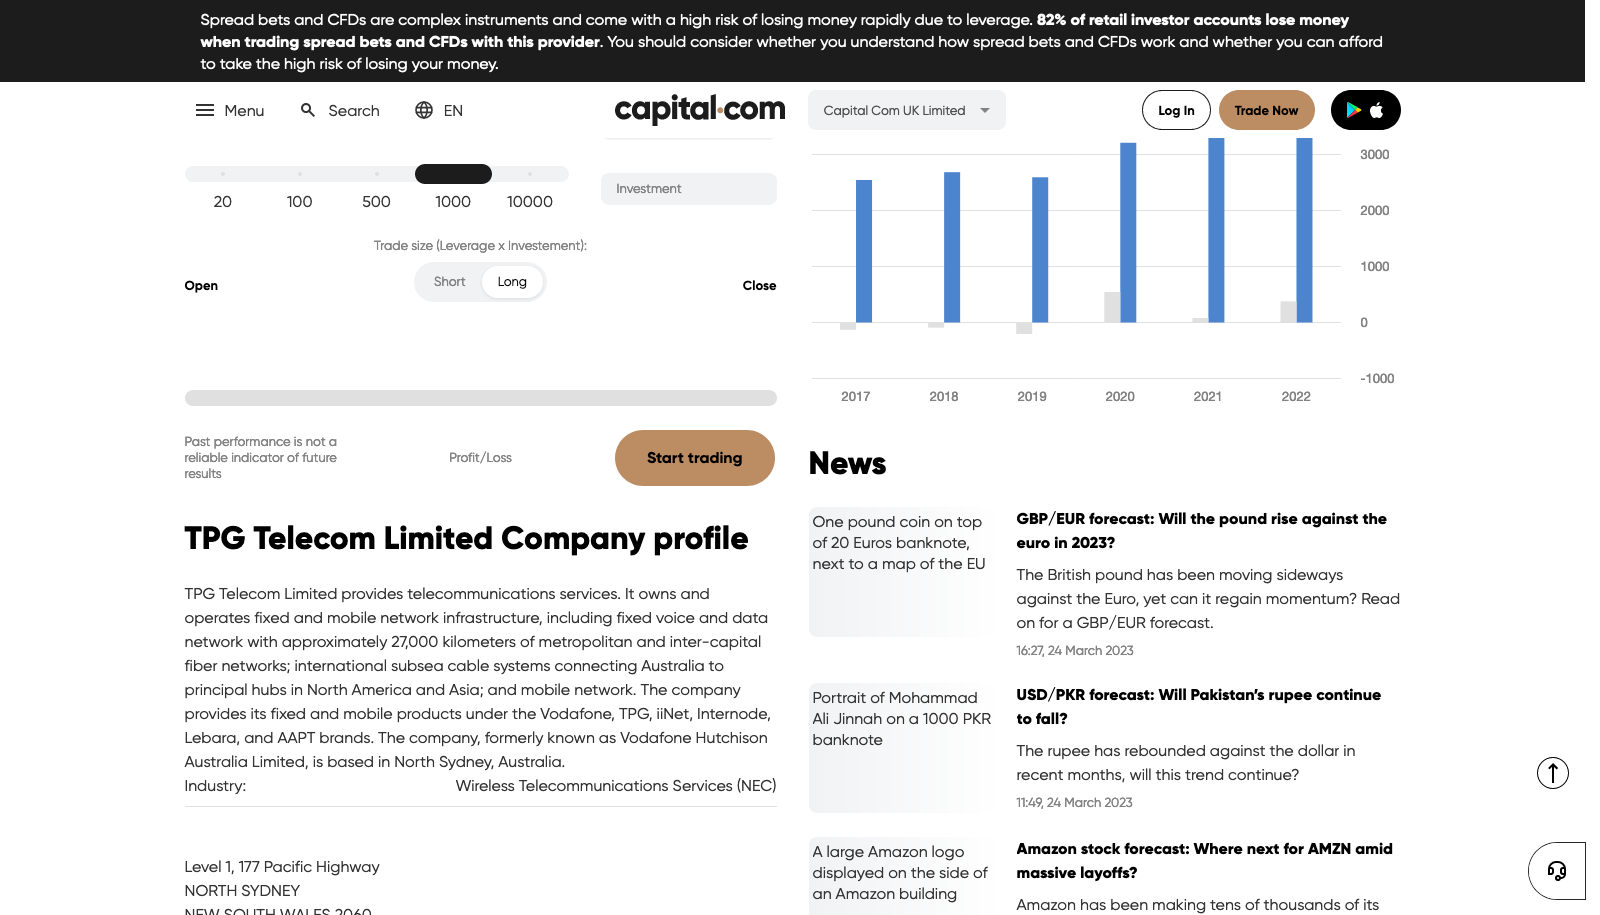 Spread bets and CFDs are complex instruments and come with a high risk of losing money rapidly due to leverage. 82% of retail investor accounts lose money
when trading spread bets and CFDs with this provider. You should consider whether you understand how spread bets and CFDs work and whether you can afford
to take the high risk of losing your money.
Menu
Search
EN
capital.com
Capital Com UK Limited
Log In
Trade Now
20
100
500
1000
10000
Investment
Trade size (Leverage x Investement):
Open
Short
Long
Close
Past performance is not a
reliable indicator of future
results
Profit/Loss
Start trading
TPG Telecom Limited Company profile
TPG Telecom Limited provides telecommunications services. It owns and
operates fixed and mobile network infrastructure, including fixed voice and data
network with approximately 27,000 kilometers of metropolitan and inter-capital
fiber networks; international subsea cable systems connecting Australia to
principal hubs in North America and Asia; and mobile network. The company
provides its fixed and mobile products under the Vodafone, TPG, iiNet, Internode,
Lebara, and AAPT brands. The company, formerly known as Vodafone Hutchison
Australia Limited, is based in North Sydney, Australia.
Industry:
Wireless Telecommunications Services (NEC)
Level 1, 177 Pacific Highway
NORTH SYDNEY
NEW SOUTH WALES 2060
3000
2000
1000
0
-1000
2017
2018
2019
2020
2021
2022
News
One pound coin on top
of 20 Euros banknote,
next to a map of the EU
GBP/EUR forecast: Will the pound rise against the
euro in 2023?
The British pound has been moving sideways
against the Euro, yet can it regain momentum? Read
on for a GBP/EUR forecast.
16:27, 24 March 2023
Portrait of Mohammad
Ali Jinnah on a 1000 PKR
banknote
USD/PKR forecast: Will Pakistan’s rupee continue
to fall?
The rupee has rebounded against the dollar in
recent months, will this trend continue?
11:49, 24 March 2023
A large Amazon logo
displayed on the side of
an Amazon building
Amazon stock forecast: Where next for AMZN amid
massive layoffs?
Amazon has been making tens of thousands of its